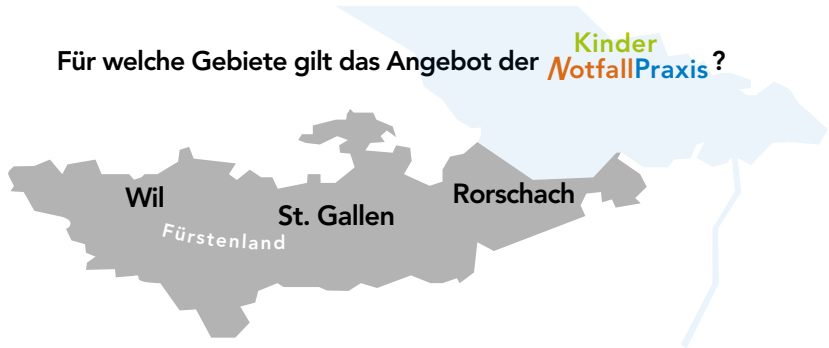 Für welche Gebiete gilt das Angebot der Kinder NotfallPraxis ?
Wil
Rorschach
St. Gallen
Fürstenland